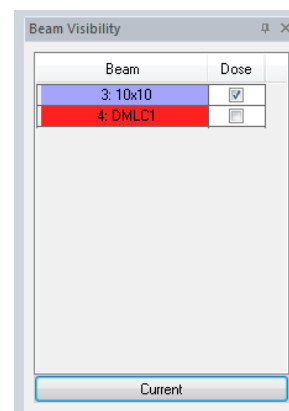 Beam Visibility
Beam Dose
3: 10x10
4: DMLC1
Current